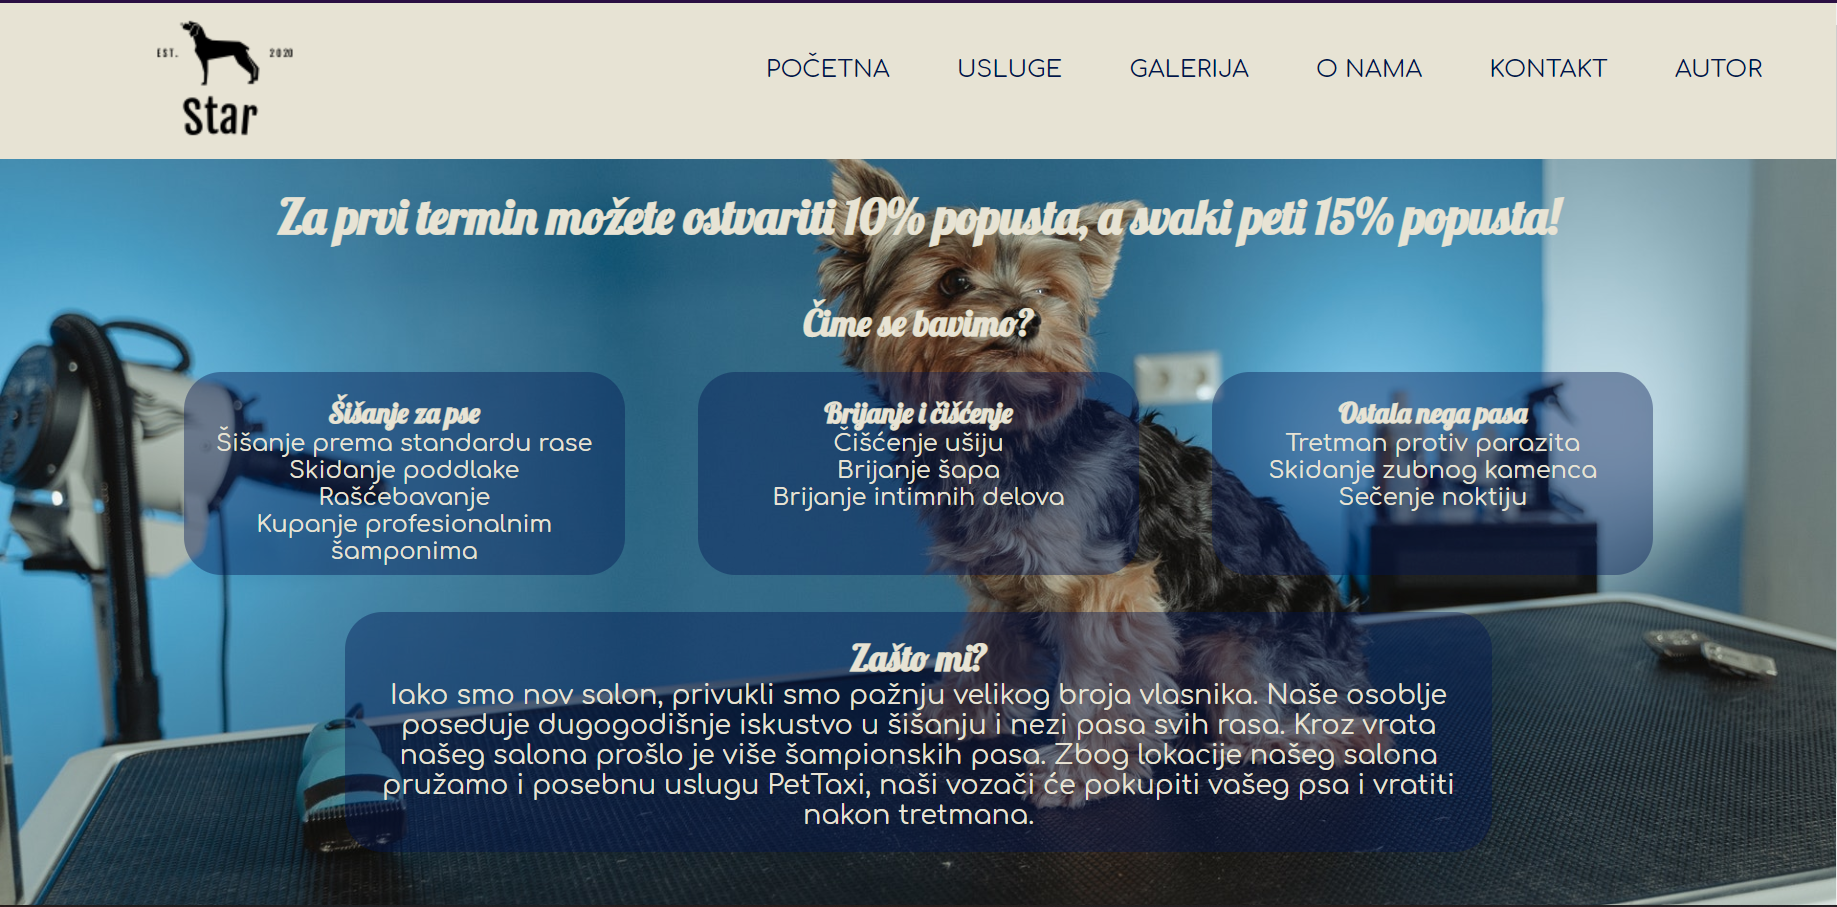 EST. 2020
Star
POČETNA USLUGE GALERIJA O NAMA KONTAKT AUTOR
Za prvi termin možete ostvariti 10% popusta, a svaki peti 15% popusta!
Čime se bavimo?
Šišanje za pse
Šišanje prema standardu rase
Skidanje poddlake
Rašćebavanje
Kupanje profesionalnim
šamponima
Brijanje i čišćenje
Čišćenje ušiju
Brijanje šapa
Brijanje intimnih delova
Ostala nega pasa
Tretman protiv parazita
Skidanje zubnog kamenca
Sečenje noktiju
Zašto mi?
Iako smo nov salon, privukli smo pažnju velikog broja vlasnika. Naše osoblje
poseduje dugogodišnje iskustvo u šišanju i nezi pasa svih rasa. Kroz vrata
našeg salona prošlo je više šampionskih pasa. Zbog lokacije našeg salona
pružamo i posebnu uslugu PetTaxi, naši vozači će pokupiti vašeg psa i vratiti
nakon tretmana.